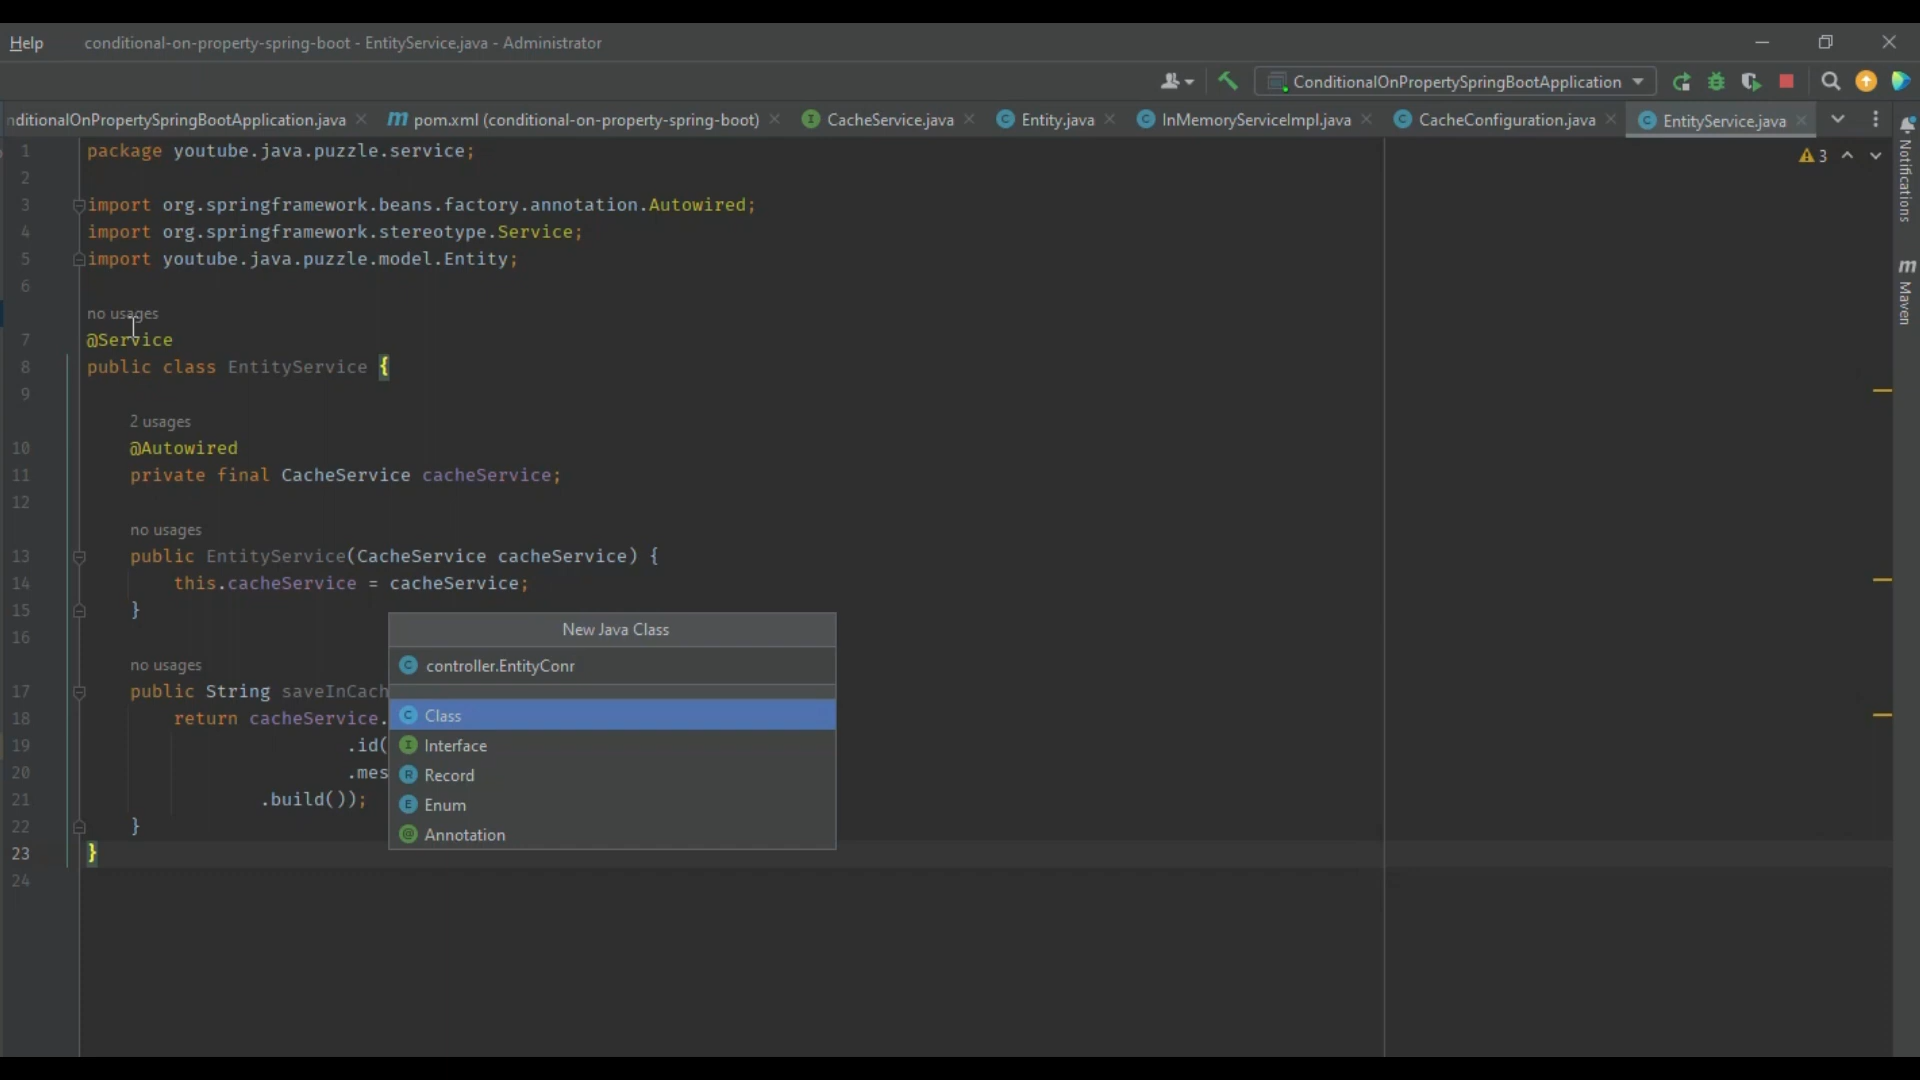 Help conditional-on-property-spring-boot - EntityService.java - Administrator
ConditionalOnPropertySpringBootApplication
nditionalOnPropertySpringBootApplication.java m pom.xml (conditional-on-property-spring-boot) I CacheService.java C Entity.java C InMemoryServiceImpl.java C CacheConfiguration.java C EntityService.java
3
Notifications
m Maven
1 package youtube.java.puzzle.service;
2
3 import org.springframework.beans.factory.annotation.Autowired;
4 import org.springframework.stereotype.Service;
5 import youtube.java.puzzle.model.Entity;
6
no usages
7 @Service
8 public class EntityService {
9
2 usages
10 @Autowired
11 private final CacheService cacheService;
12
no usages
13 public EntityService(CacheService cacheService) {
14 this.cacheService = cacheService;
15 }
16
no usages
17 public String saveInCach
18 return cacheService.
19 .id(
20 .mes
21 .build());
22 }
23 }
24
New Java Class
C controller.EntityConr
C Class
I Interface
R Record
E Enum
@ Annotation